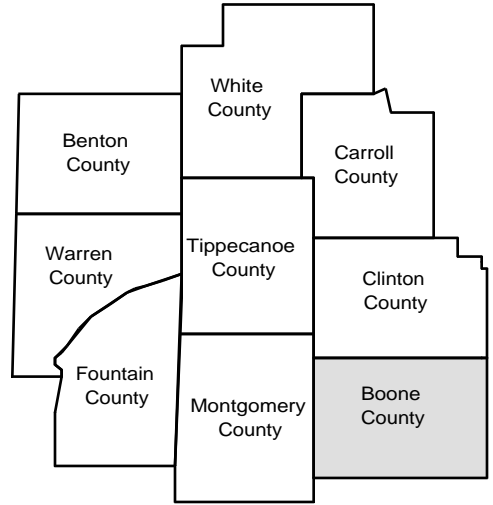 White
County
Benton
County
Carroll
County
Warren
County
Tippecanoe
County
Clinton
County
Fountain
County
Montgomery
County
Boone
County